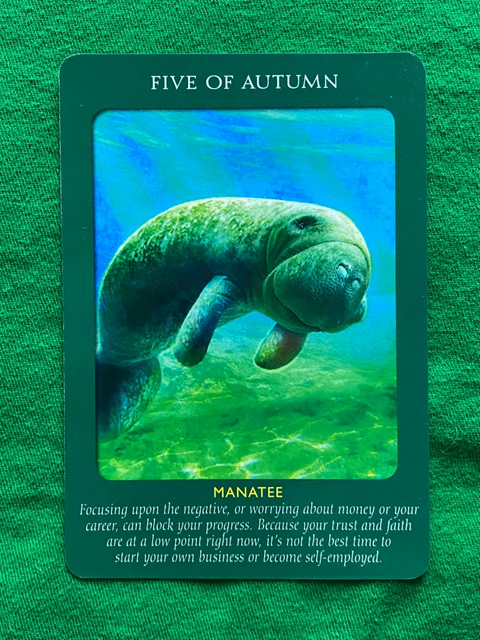 FIVE OF AUTUMN
MANATEE
Focusing upon the negative, or worrying about money or your
career, can block your progress. Because your trust and faith
are at a low point right now, it's not the best time to
start your own business or become self-employed.